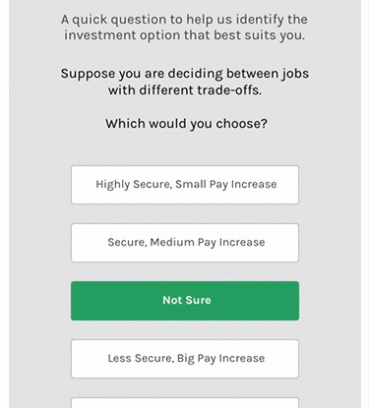 A quick question to help us identify the
investment option that best suits you.
Suppose you are deciding between jobs
with different trade-offs.
Which would you choose?
Highly Secure, Small Pay Increase
Secure, Medium Pay Increase
Not Sure
Less Secure, Big Pay Increase